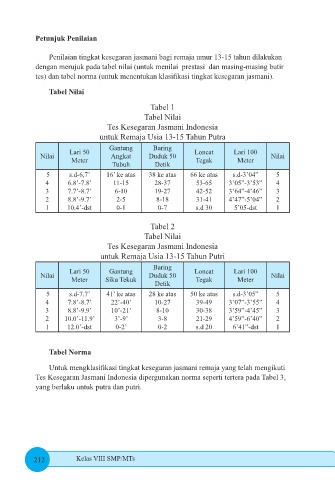 Petunjuk Penilaian
Penilaian tingkat kesegaran jasmani bagi remaja umur 13-15 tahun dilakukan
dengan merujuk pada tabel nilai (untuk menilai prestasi dan masing-masing butir
tes) dan tabel norma (untuk menentukan klasifikasi tingkat kesegaran jasmani).
Tabel Nilai
Tabel 1
Tabel Nilai
Tes Kesegaran Jasmani Indonesia
untuk Remaja Usia 13-15 Tahun Putra
Nilai Lari 50 Meter Gantung Angkat Tubuh Baring Duduk 50 Detik Loncat Tegak Lari 100 Meter Nilai
5 s.d-6,7" 16' ke atas 38 ke atas 66 ke atas s.d-3'04" 5
4 6.8'-7.8' 11-15 28-37 53-65 3'05"-3'53" 4
3 7.7'-8.7' 6-10 19-27 42-52 3'64"-4'46" 3
2 8.8'-9.7' 2-5 8-18 31-41 4'47"-5'04" 2
1 10.4'-dst 0-1 0-7 s.d 30 5'05-dst 1
Tabel 2
Tabel Nilai
Tes Kesegaran Jasmani Indonesia
untuk Remaja Usia 13-15 Tahun Putri
Nilai Lari 50 Meter Gantung Siku Tekuk Baring Duduk 50 Detik Loncat Tegak Lari 100 Meter Nilai
5 s.d-7.7' 41' ke atas 28 ke atas 50 ke atas s.d-3'05" 5
4 7.8'-8.7' 22'-40' 10-27 39-49 3'07"-3'55" 4
3 8.8'-9.9' 10'-21' 8-10 30-38 3'59"-4'45" 3
2 10.0'-11.9' 3'-9' 3-8 21-29 4'59"-6'40" 2
1 12.0'-dst 0-2' 0-2 s.d 20 6'41"-dst 1
Tabel Norma
Untuk mengklasifikasi tingkat kesegaran jasmani remaja yang telah mengikuti
Tes Kesegaran Jasmani Indonesia dipergunakan norma seperti tertera pada Tabel 3,
yang berlaku untuk putra dan putri.
212 Kelas VIII SMP/MTs